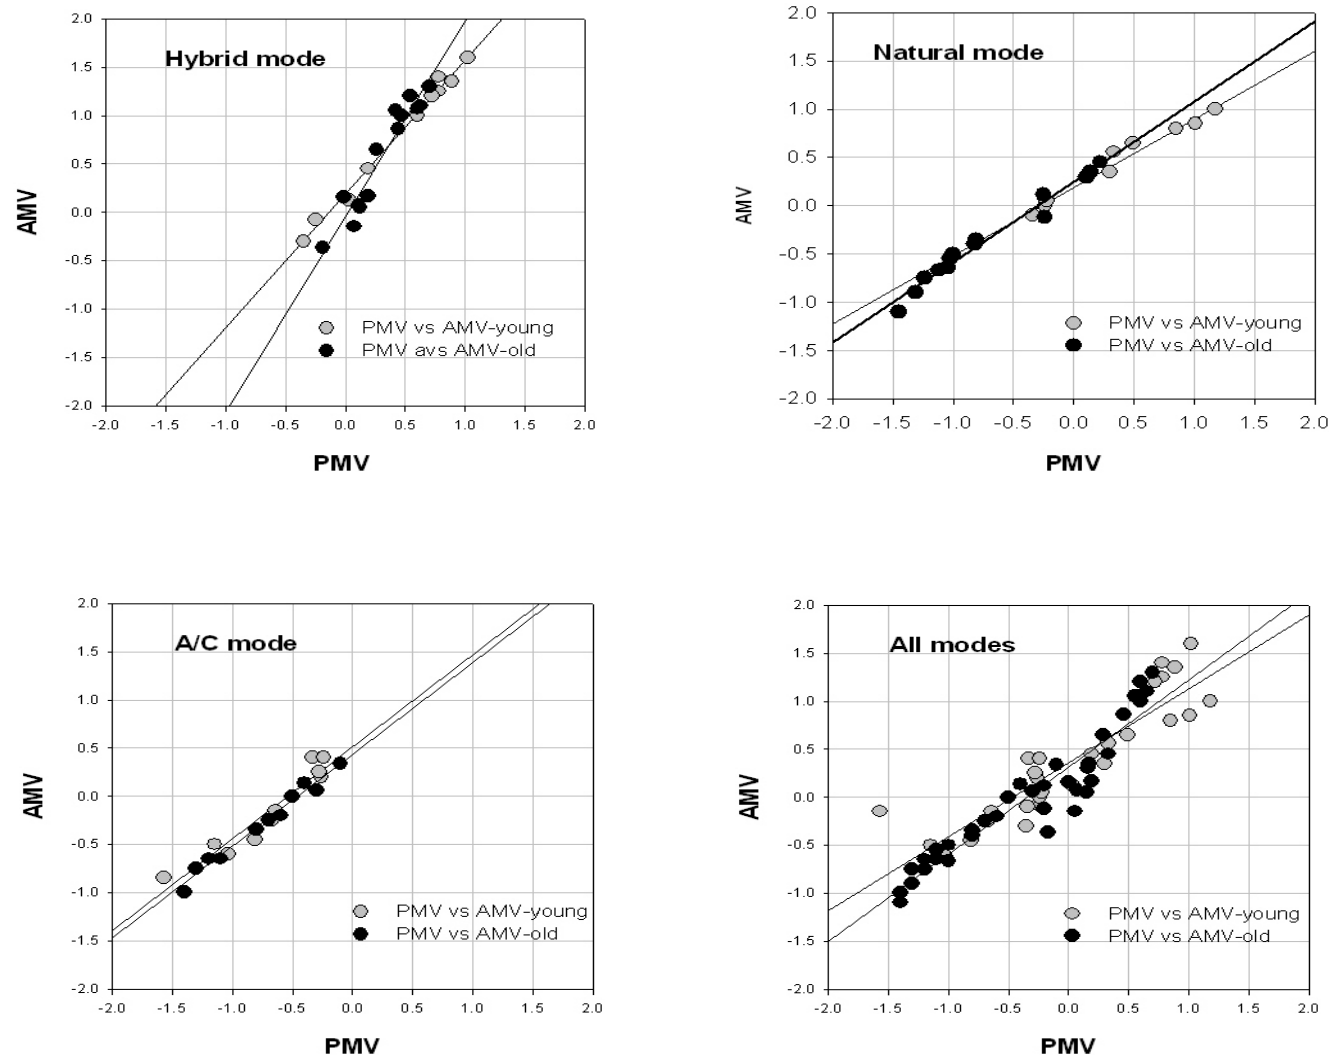 Hybrid mode
2.0
1.5
1.0
0.5
0.0
-0.5
-1.0
-1.5
-2.0
AMV
PMV vs AMV-young
PMV avs AMV-old
-2.0 -1.5 -1.0 -0.5 0.0 0.5 1.0 1.5 2.0
PMV
Natural mode
2.0
1.5
1.0
0.5
0.0
-0.5
-1.0
-1.5
-2.0
AMV
PMV vs AMV-young
PMV vs AMV-old
-2.0 -1.5 -1.0 -0.5 0.0 0.5 1.0 1.5 2.0
PMV
A/C mode
2.0
1.5
1.0
0.5
0.0
-0.5
-1.0
-1.5
-2.0
AMV
PMV vs AMV-young
PMV vs AMV-old
-2.0 -1.5 -1.0 -0.5 0.0 0.5 1.0 1.5 2.0
PMV
All modes
2.0
1.5
1.0
0.5
0.0
-0.5
-1.0
-1.5
-2.0
AMV
PMV vs AMV-young
PMV vs AMV-old
-2.0 -1.5 -1.0 -0.5 0.0 0.5 1.0 1.5 2.0
PMV